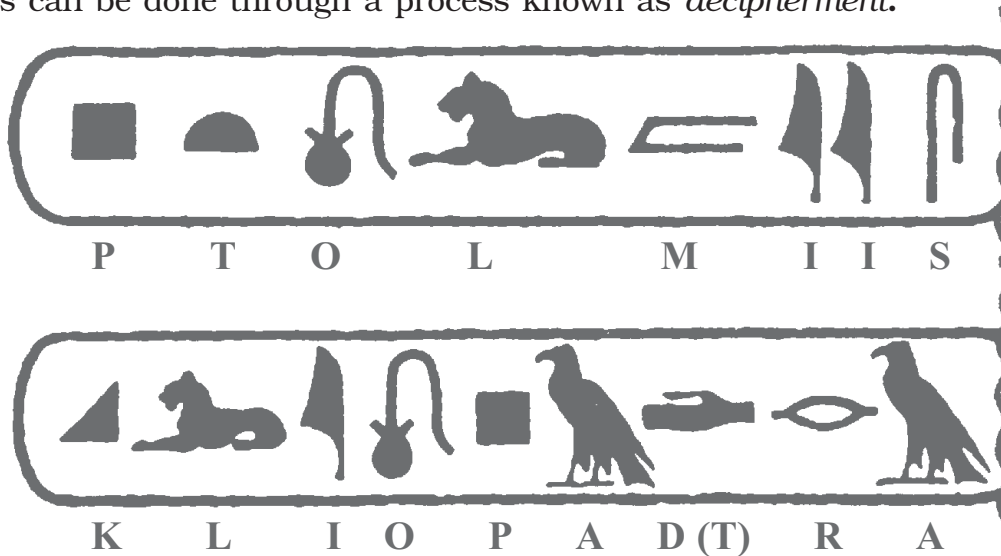 s can be done through a process known as decipherment.
P T O L M I I S
K L I O P A D (T) R A